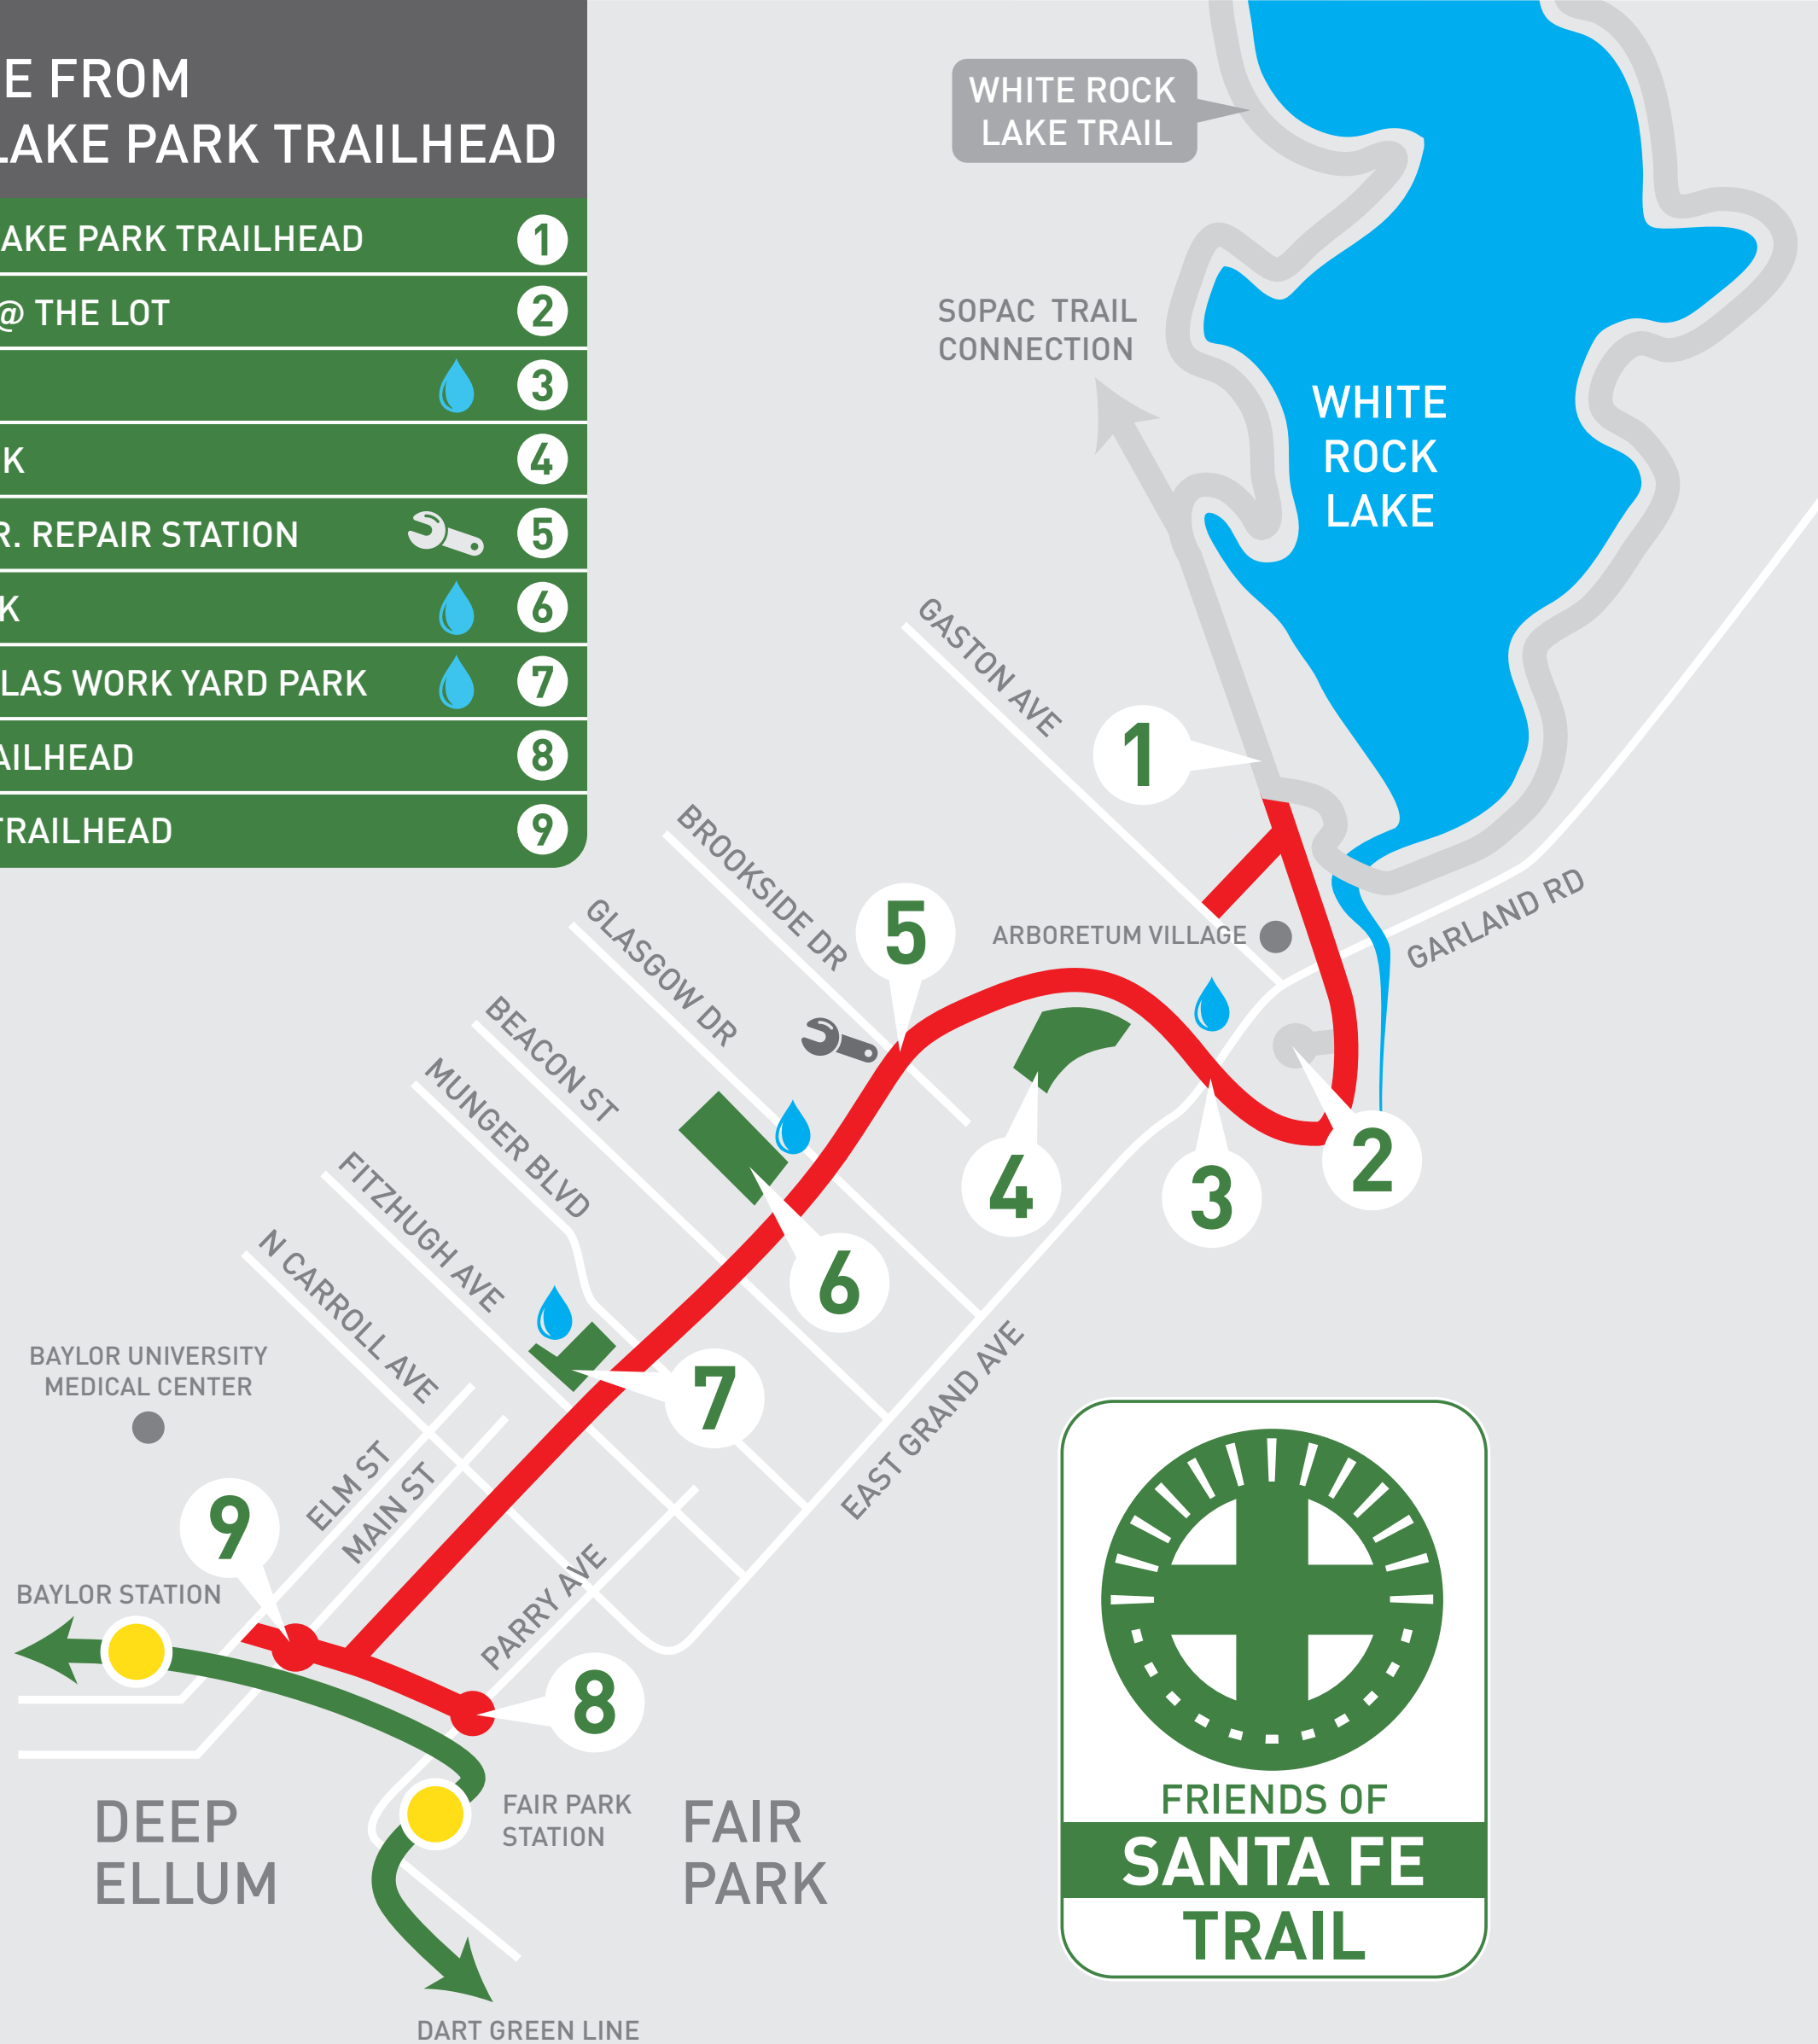 E FROM
LAKE PARK TRAILHEAD
AKE PARK TRAILHEAD 1
@ THE LOT 2
3
K 4
R. REPAIR STATION 5
K 6
LAS WORK YARD PARK 7
AILHEAD 8
TRAILHEAD 9
WHITE ROCK
LAKE TRAIL
SOPAC TRAIL
CONNECTION
WHITE
ROCK
LAKE
GASTON AVE
1
BROOKSIDE DR
5
GLASGOW DR
ARBORETUM VILLAGE
GARLAND RD
BEACON ST
MUNGER BLVD
2
4
3
FITZHUGH AVE
6
N CARROLL AVE
7
BAYLOR UNIVERSITY
MEDICAL CENTER
EAST GRAND AVE
ELM ST
MAIN ST
9
PARRY AVE
BAYLOR STATION
8
DEEP
ELLUM
FAIR PARK
STATION
FAIR
PARK
DART GREEN LINE
FRIENDS OF
SANTA FE
TRAIL